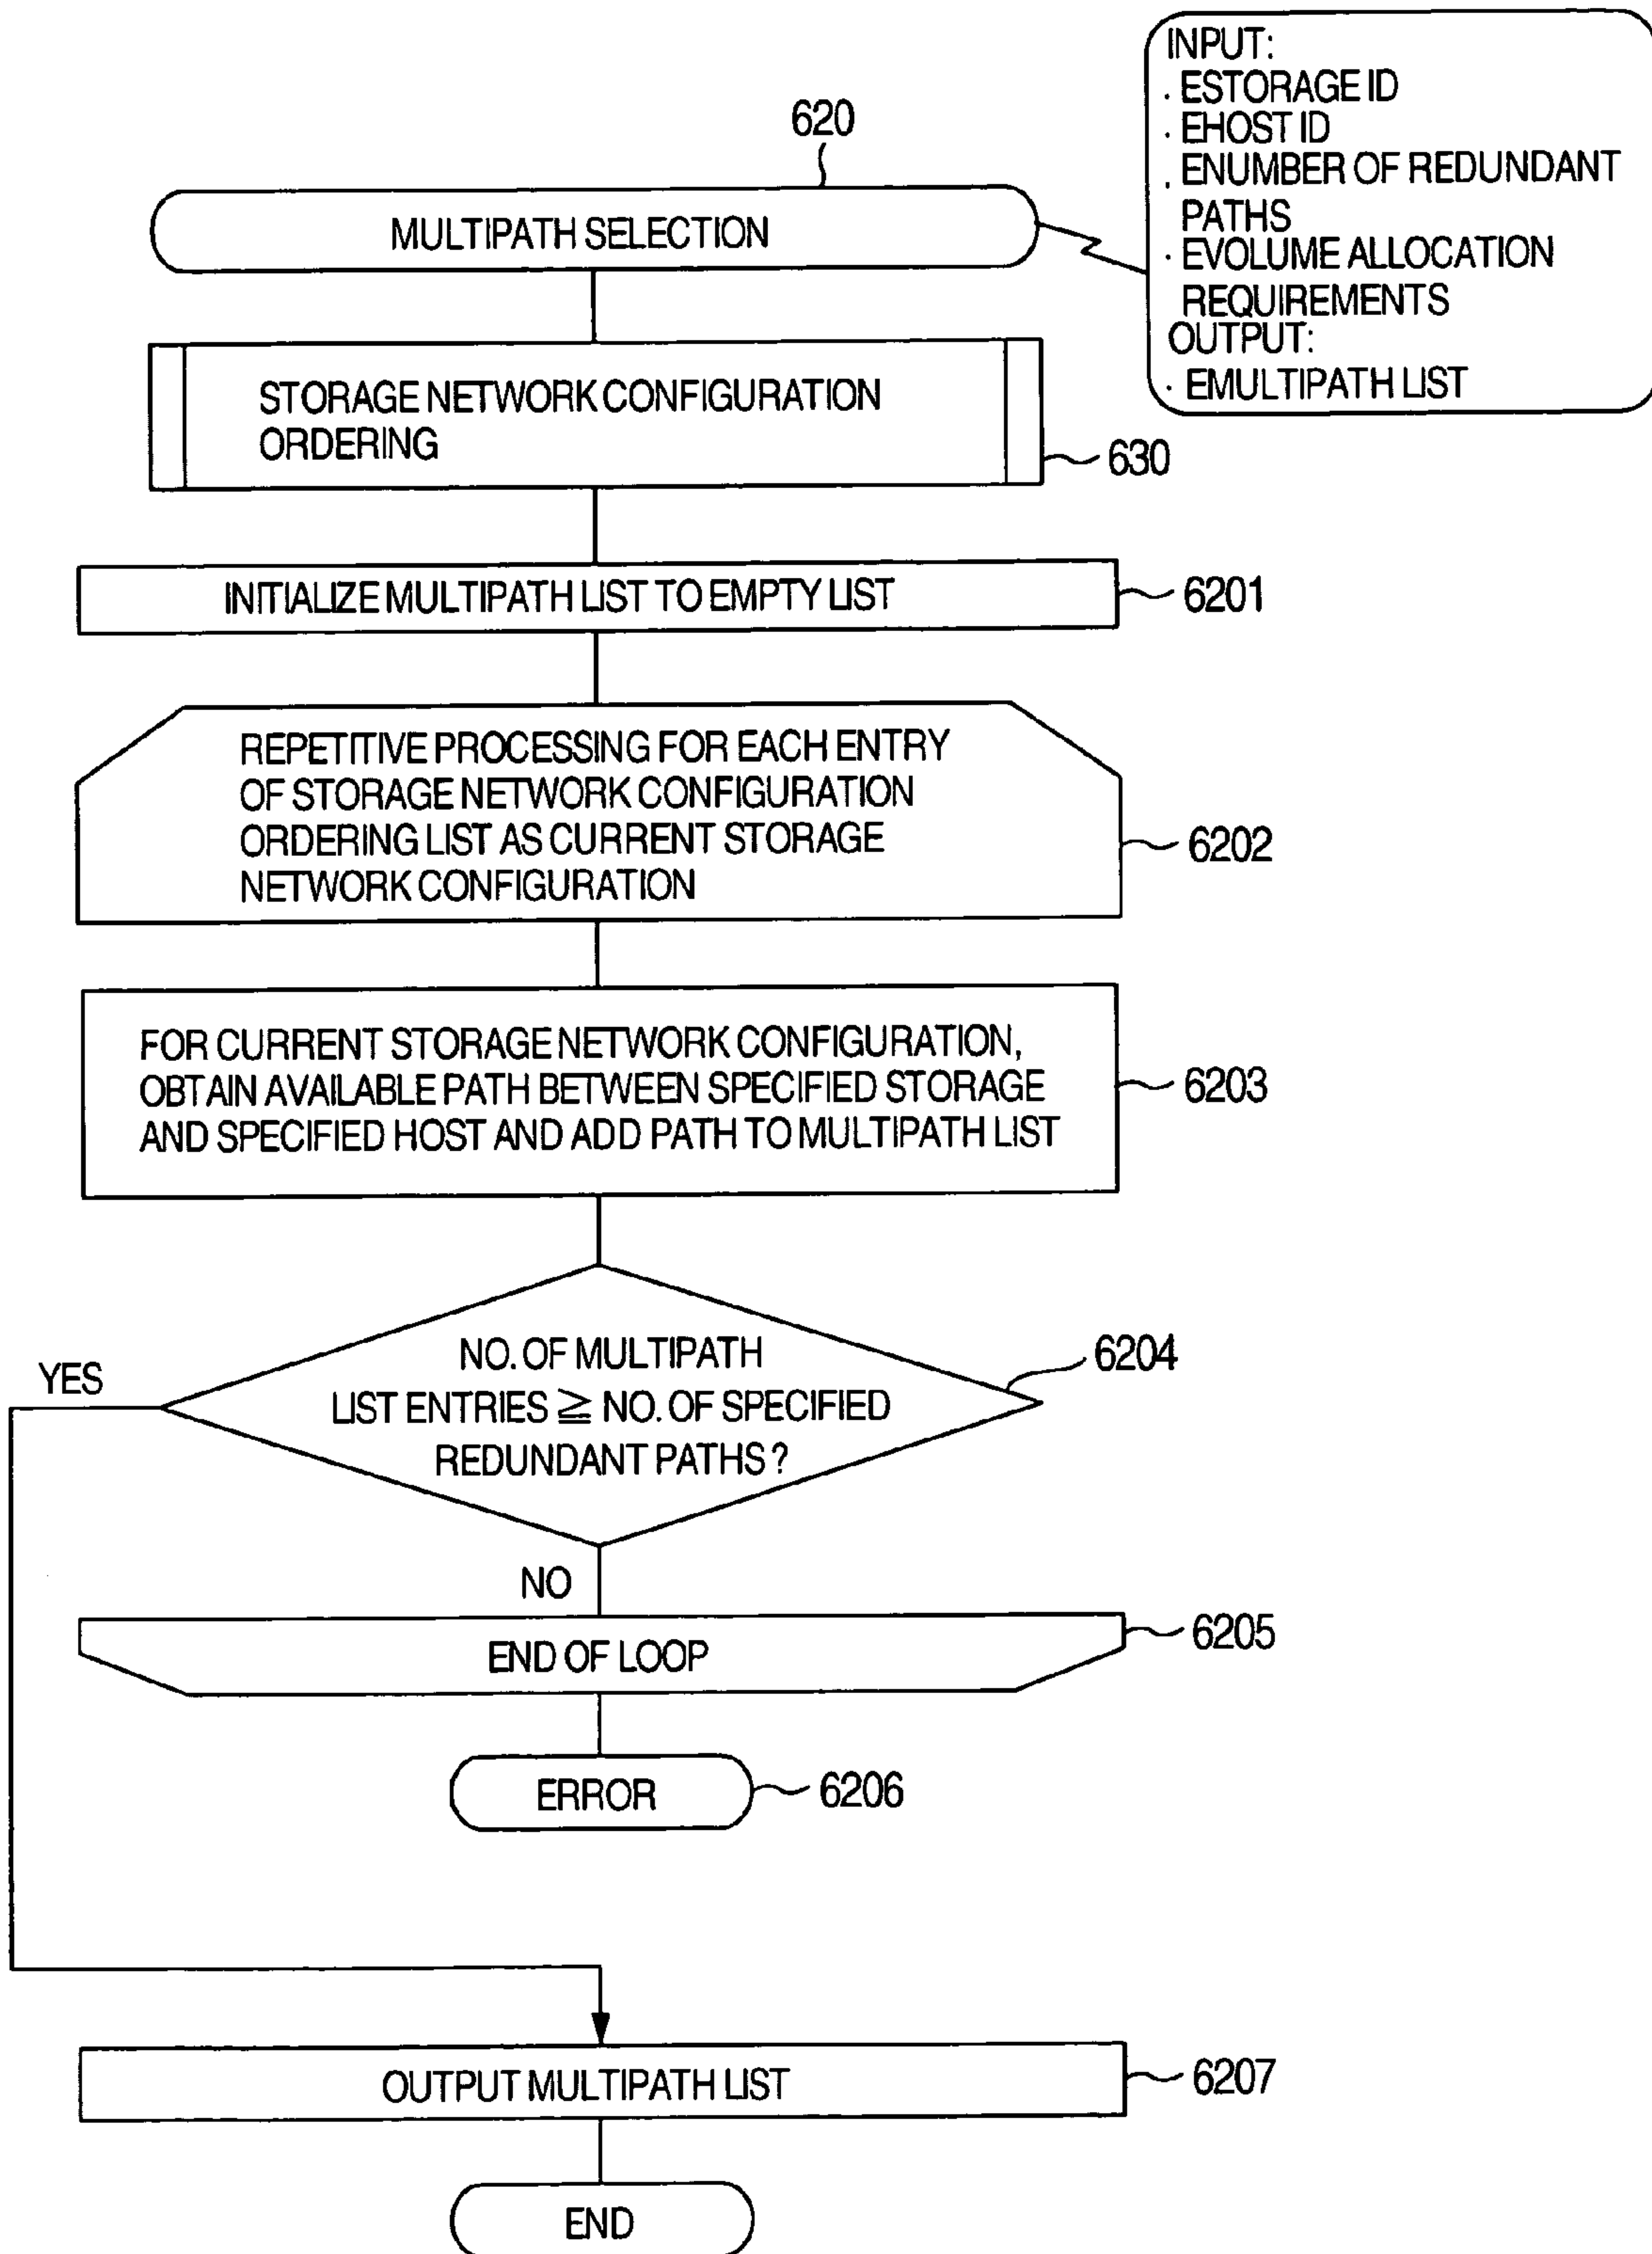 INPUT:
· ESTORAGE ID
· EHOST ID
. ENUMBER OF REDUNDANT
PATHS
· EVOLUME ALLOCATION
REQUIREMENTS
OUTPUT:
· EMULTIPATH LIST
620
MULTIPATH SELECTION
STORAGE NETWORK CONFIGURATION
ORDERING
630
INITIALIZE MULTIPATH LIST TO EMPTY LIST
6201
REPETITIVE PROCESSING FOR EACH ENTRY
OF STORAGE NETWORK CONFIGURATION
ORDERING LIST AS CURRENT STORAGE
NETWORK CONFIGURATION
6202
FOR CURRENT STORAGE NETWORK CONFIGURATION,
OBTAIN AVAILABLE PATH BETWEEN SPECIFIED STORAGE
AND SPECIFIED HOST AND ADD PATH TO MULTIPATH LIST
6203
NO. OF MULTIPATH
LIST ENTRIES ≧ NO. OF SPECIFIED
REDUNDANT PATHS?
6204
YES
NO
END OF LOOP
6205
ERROR
6206
OUTPUT MULTIPATH LIST
6207
END